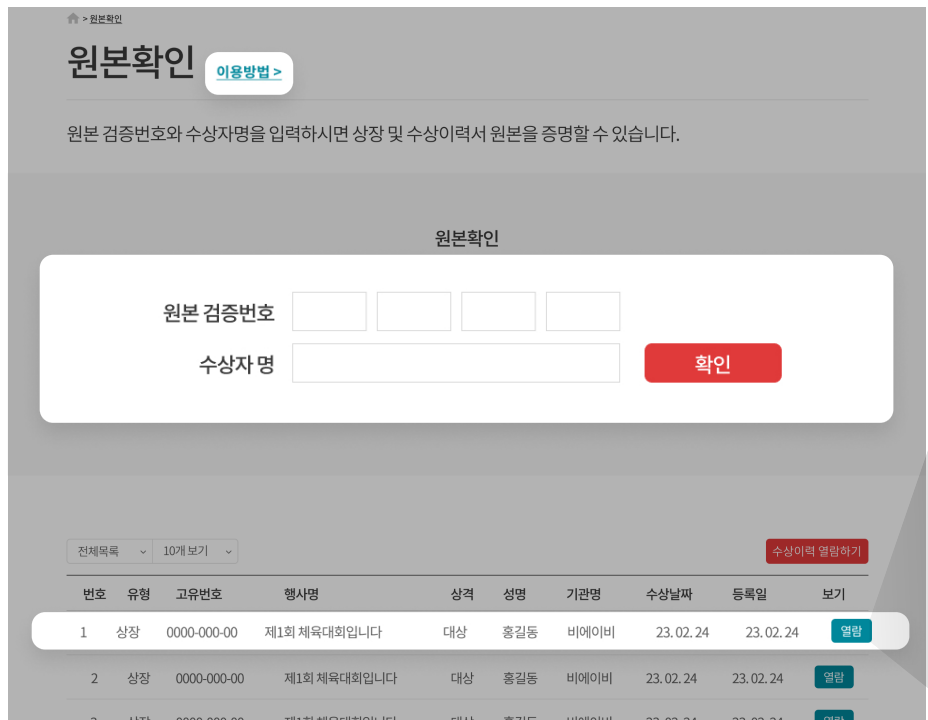 > 원본확인
원본확인 이용방법 >
원본 검증번호와 수상자명을 입력하시면 상장 및 수상이력서 원본을 증명할 수 있습니다.
원본확인
원본 검증번호
수상자 명 확인
전체목록 10개 보기 수상이력 열람하기
번호 유형 고유번호 행사명 상격 성명 기관명 수상날짜 등록일 보기
1 상장 0000-000-00 제1회 체육대회입니다 대상 홍길동 비에이비 23. 02. 24 23. 02. 24 열람
2 상장 0000-000-00 제1회 체육대회입니다 대상 홍길동 비에이비 23. 02. 24 23. 02. 24 열람